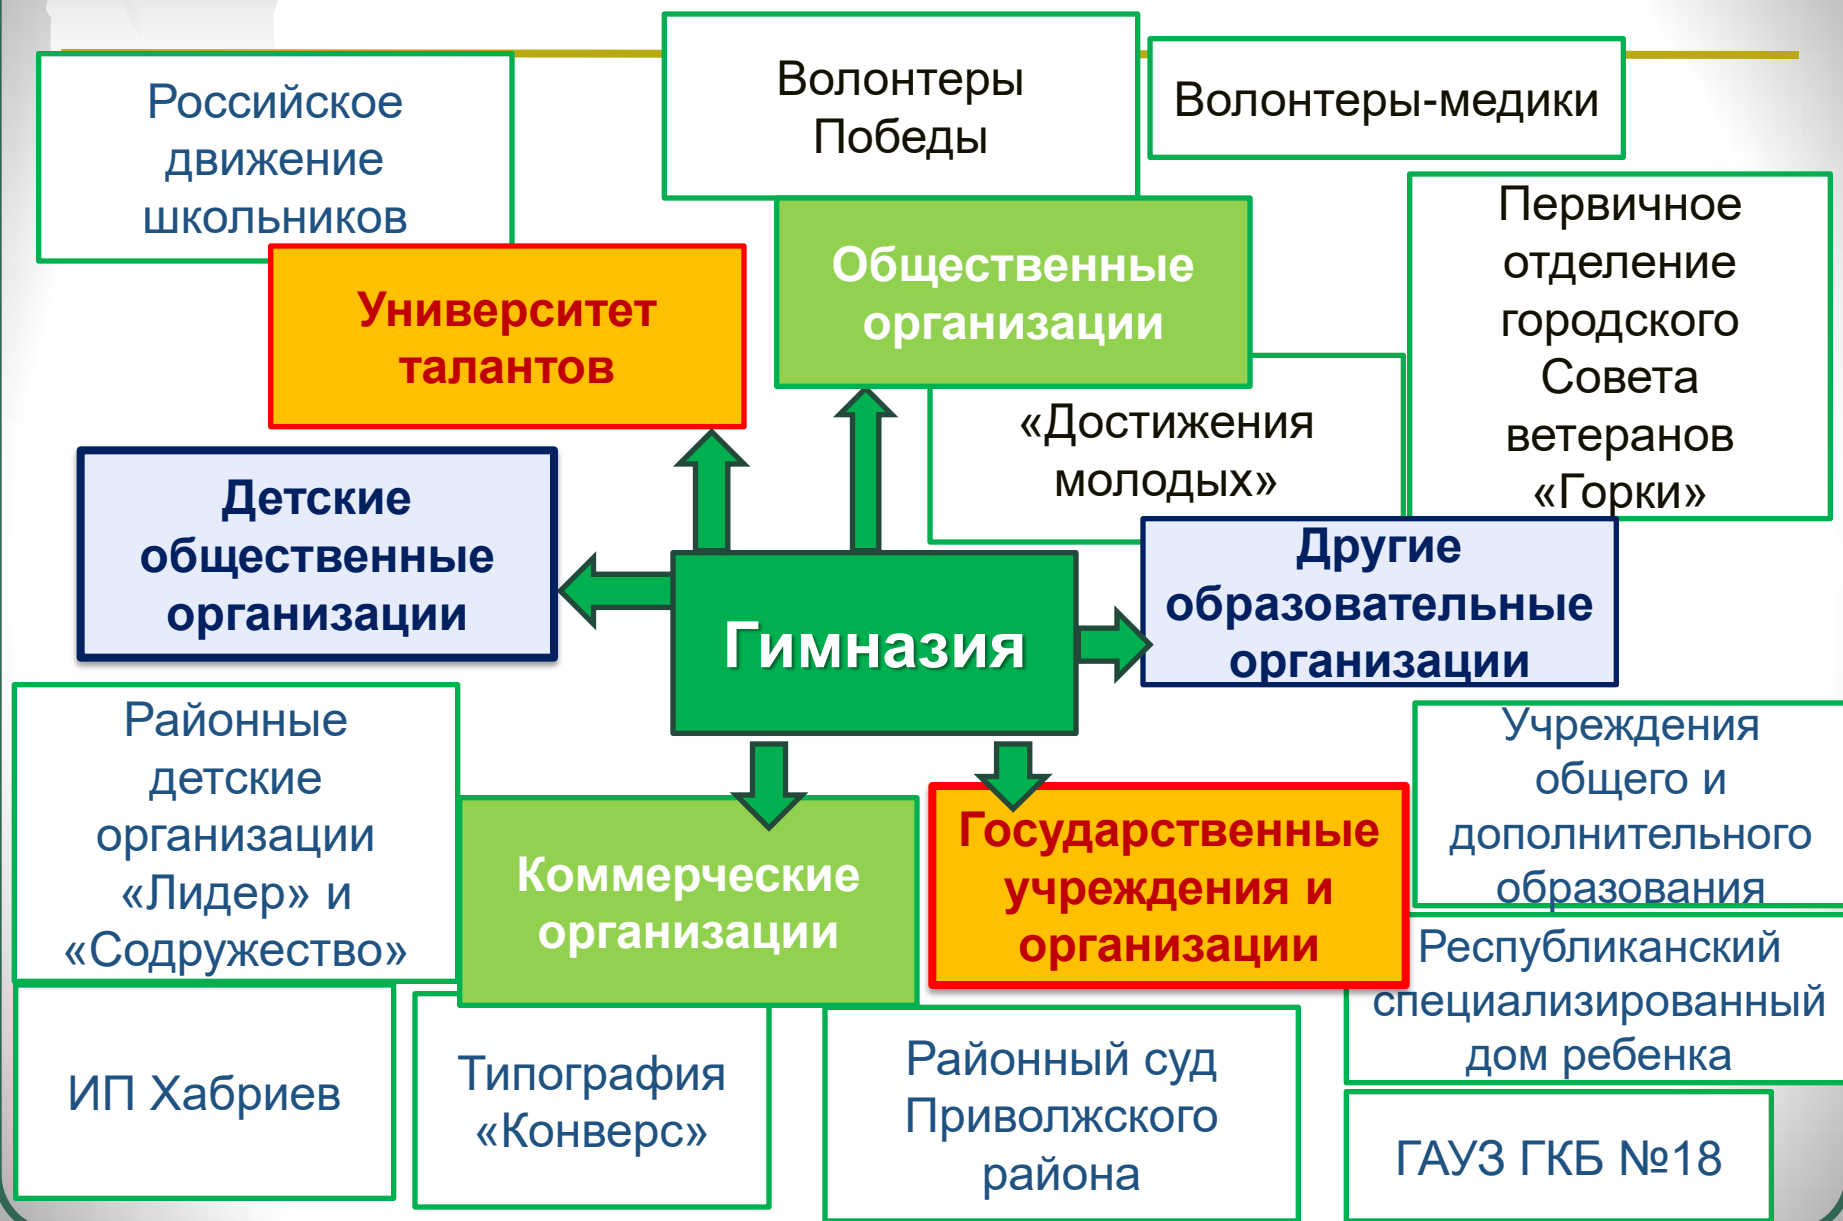 Российское
движение
школьников
Волонтеры
Победы
Волонтеры-медики
Первичное
отделение
городского
Совета
ветеранов
«Горки»
Университет
талантов
Общественные
организации
«Достижения
молодых»
Детские
общественные
организации
Гимназия
Другие
образовательные
организации
Районные
детские
организации
«Лидер» и
«Содружество»
Коммерческие
организации
Государственные
учреждения и
организации
Учреждения
общего и
дополнительного
образования
Республиканский
специализированный
дом ребенка
ИП Хабриев
Типография
«Конверс»
Районный суд
Приволжского
района
ГАУЗ ГКБ №18